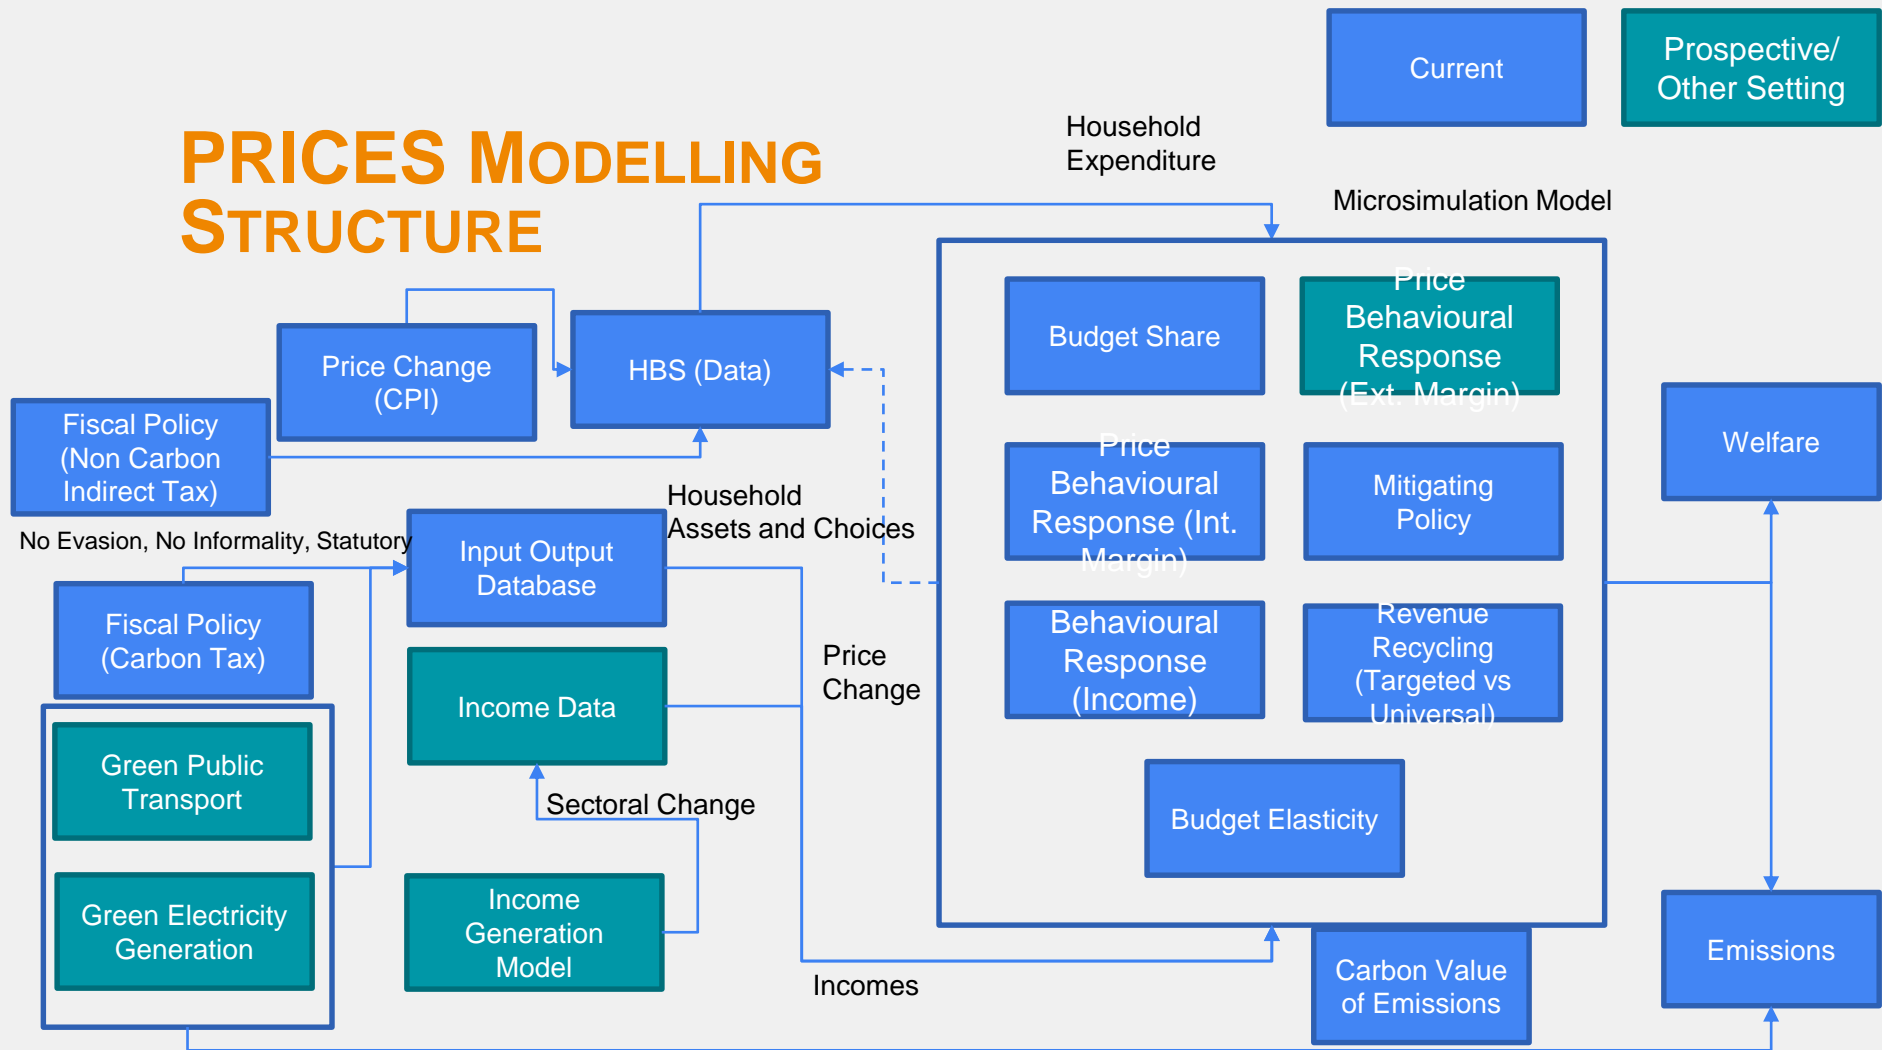 Current
Prospective/
Other Setting
PRICES MODELLING
STRUCTURE
Household
Expenditure
Microsimulation Model
Price Change
(CPI)
HBS (Data)
Fiscal Policy
(Non Carbon
Indirect Tax)
No Evasion, No Informality, Statutory
Household
Assets and Choices
Input Output
Database
Fiscal Policy
(Carbon Tax)
Income Data
Price
Change
Green Public
Transport
Sectoral Change
Green Electricity
Generation
Income
Generation
Model
Incomes
Budget Share
Price
Behavioural
Response
(Ext. Margin)
Price
Behavioural
Response (Int.
Margin)
Mitigating
Policy
Behavioural
Response
(Income)
Revenue
Recycling
(Targeted vs
Universal)
Budget Elasticity
Carbon Value
of Emissions
Welfare
Emissions